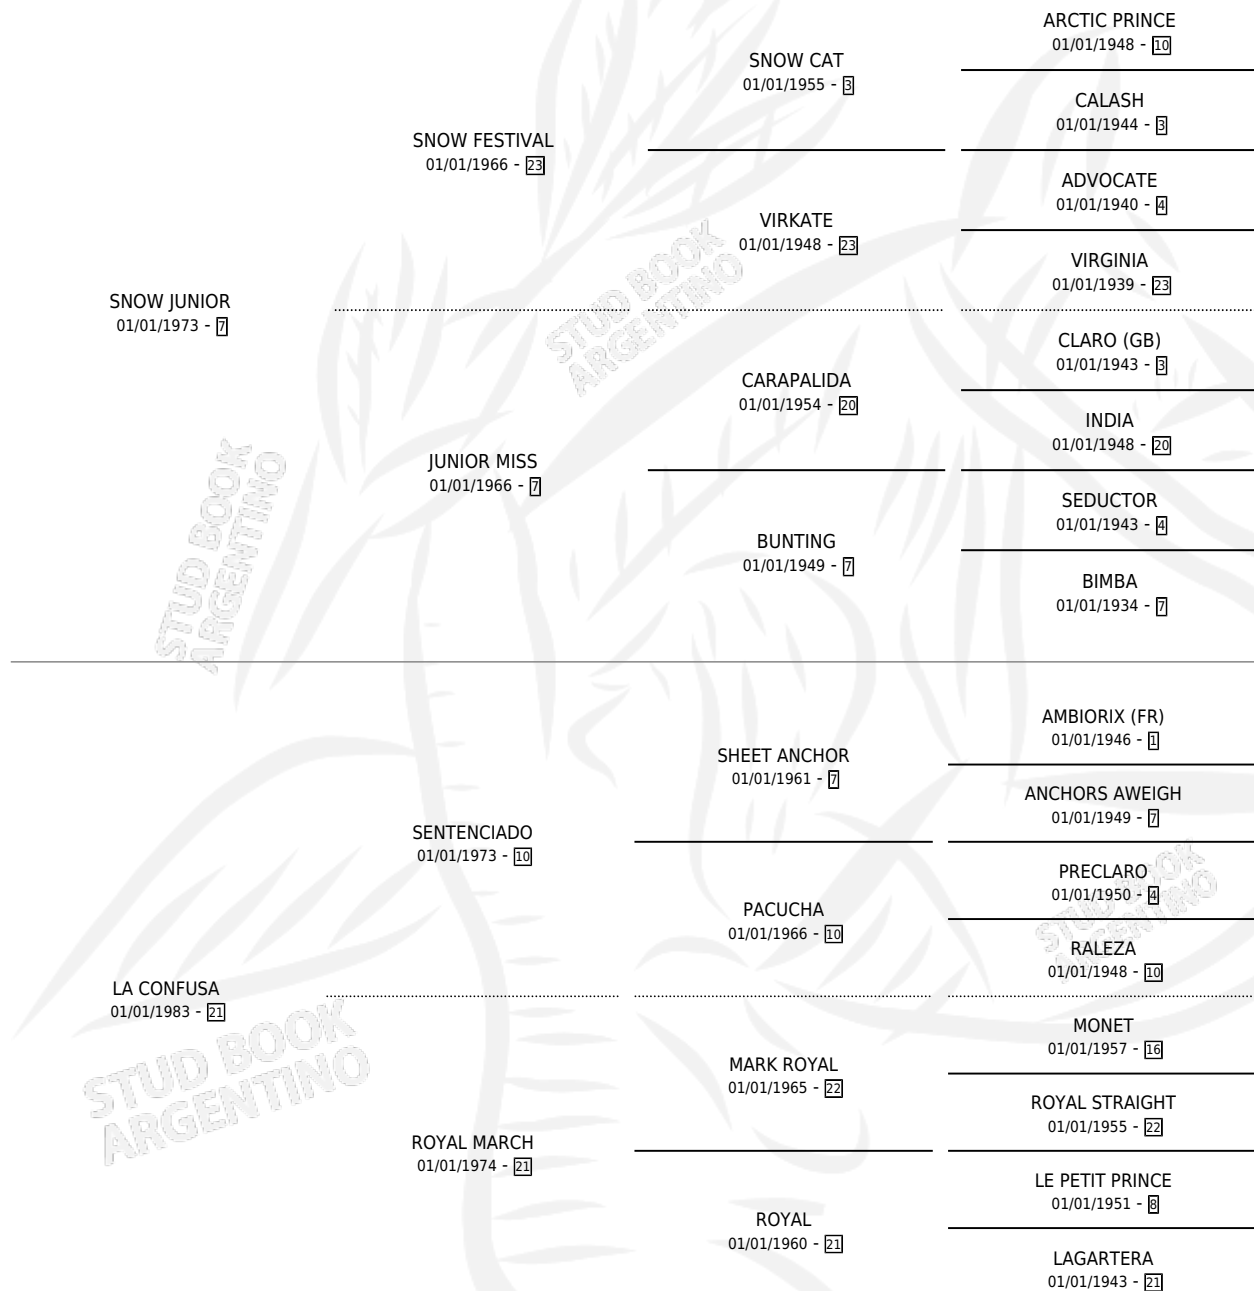 ARCTIC PRINCE
01/01/1948 - 10
SNOW CAT
01/01/1955 - 3
CALASH
01/01/1944 - 3
SNOW FESTIVAL
01/01/1966 - 23
ADVOCATE
01/01/1940 - 4
VIRKATE
01/01/1948 - 23
VIRGINIA
01/01/1939 - 23
SNOW JUNIOR
01/01/1973 - 7
STUD BOOK
ARGENTINO
CLARO (GB)
01/01/1943 - 3
CARAPALIDA
01/01/1954 - 20
INDIA
01/01/1948 - 20
JUNIOR MISS
01/01/1966 - 7
SEDUCTOR
01/01/1943 - 4
BUNTING
01/01/1949 - 7
BIMBA
01/01/1934 - 7
STUD BOOK
ARGENTINO
AMBIORIX (FR)
01/01/1946 - 1
SHEET ANCHOR
01/01/1961 - 7
ANCHORS AWEIGH
01/01/1949 - 7
SENTENCIADO
01/01/1973 - 10
PRECLARO
01/01/1950 - 4
PACUCHA
01/01/1966 - 10
STUD BOOK
ARGENTINO
RALEZA
01/01/1948 - 10
LA CONFUSA
01/01/1983 - 21
STUD BOOK
ARGENTINO
MONET
01/01/1957 - 16
MARK ROYAL
01/01/1965 - 22
ROYAL STRAIGHT
01/01/1955 - 22
ROYAL MARCH
01/01/1974 - 21
LE PETIT PRINCE
01/01/1951 - 8
ROYAL
01/01/1960 - 21
LAGARTERA
01/01/1943 - 21